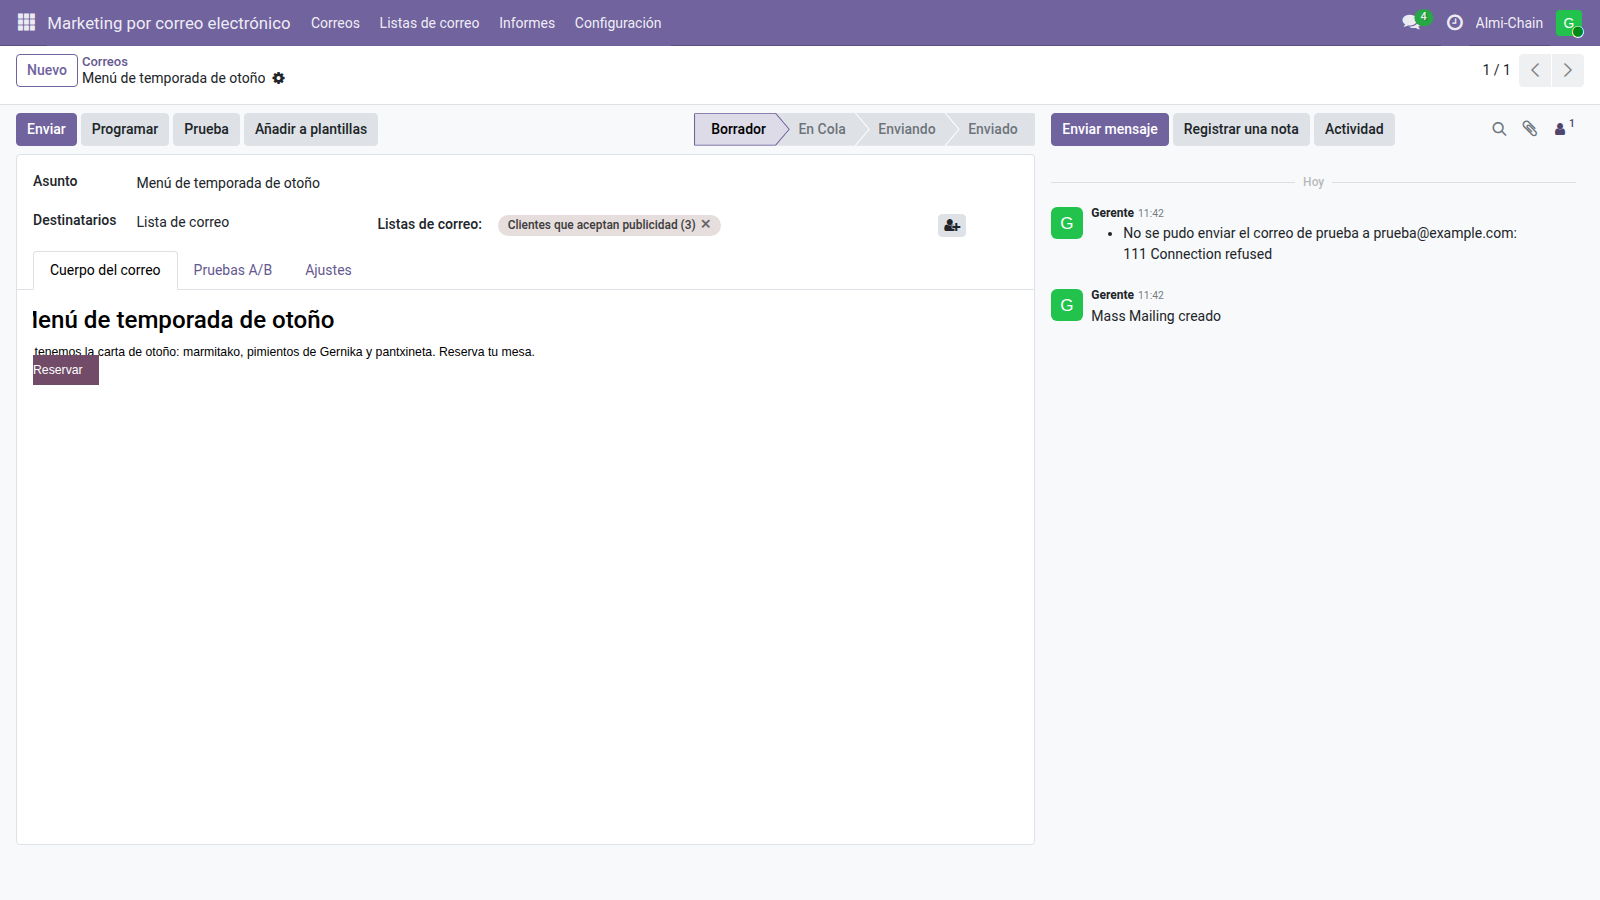 Marketing por correo electrónico Correos Listas de correo Informes Configuración 4 Almi-Chain G
Nuevo Correos
Menú de temporada de otoño
1 / 1
Enviar Programar Prueba Añadir a plantillas Borrador En Cola Enviando Enviado Enviar mensaje Registrar una nota Actividad 1
Asunto Menú de temporada de otoño
Destinatarios Lista de correo Listas de correo: Clientes que aceptan publicidad (3) ×
Cuerpo del correo Pruebas A/B Ajustes
enú de temporada de otoño
tenemos la carta de otoño: marmitako, pimientos de Gernika y pantxineta. Reserva tu mesa.
Reservar
Hoy
G Gerente 11:42
• No se pudo enviar el correo de prueba a prueba@example.com:
111 Connection refused
G Gerente 11:42
Mass Mailing creado